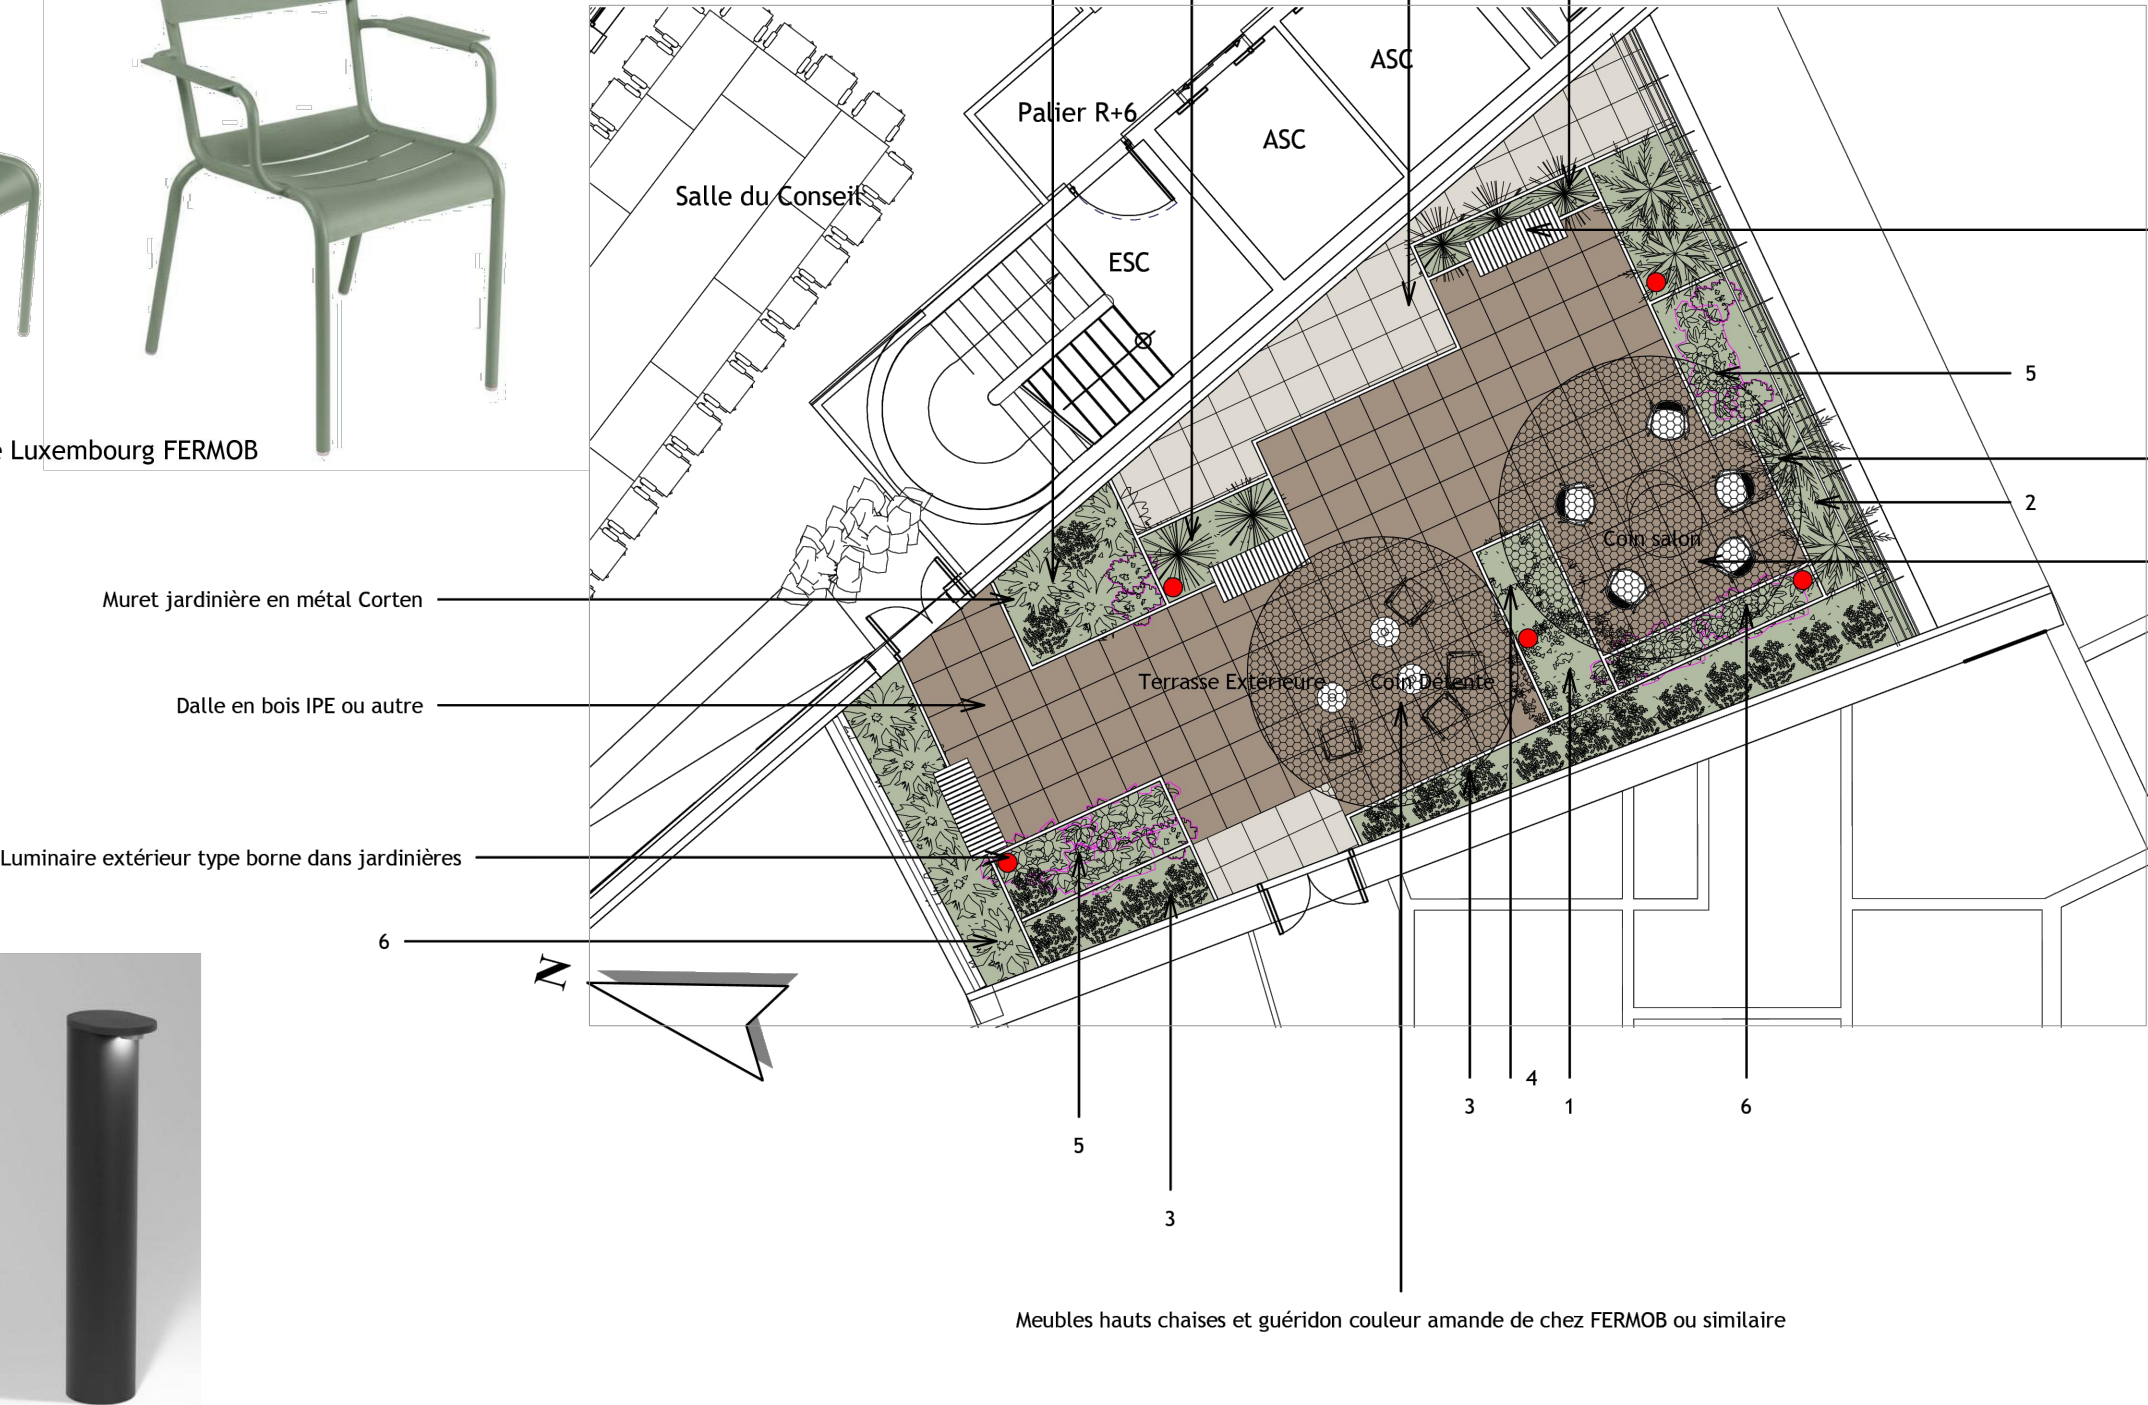 ASC
Palier R+6
ASC
Salle du Conseil
ESC
5
e Luxembourg FERMOB
2
Coin salon
Muret jardinière en métal Corten
Terrasse Extérieure
Coin Détente
Dalle en bois IPE ou autre
Luminaire extérieur type borne dans jardinières
6
N
4
3
1
6
5
3
Meubles hauts chaises et guéridon couleur amande de chez FERMOB ou similaire